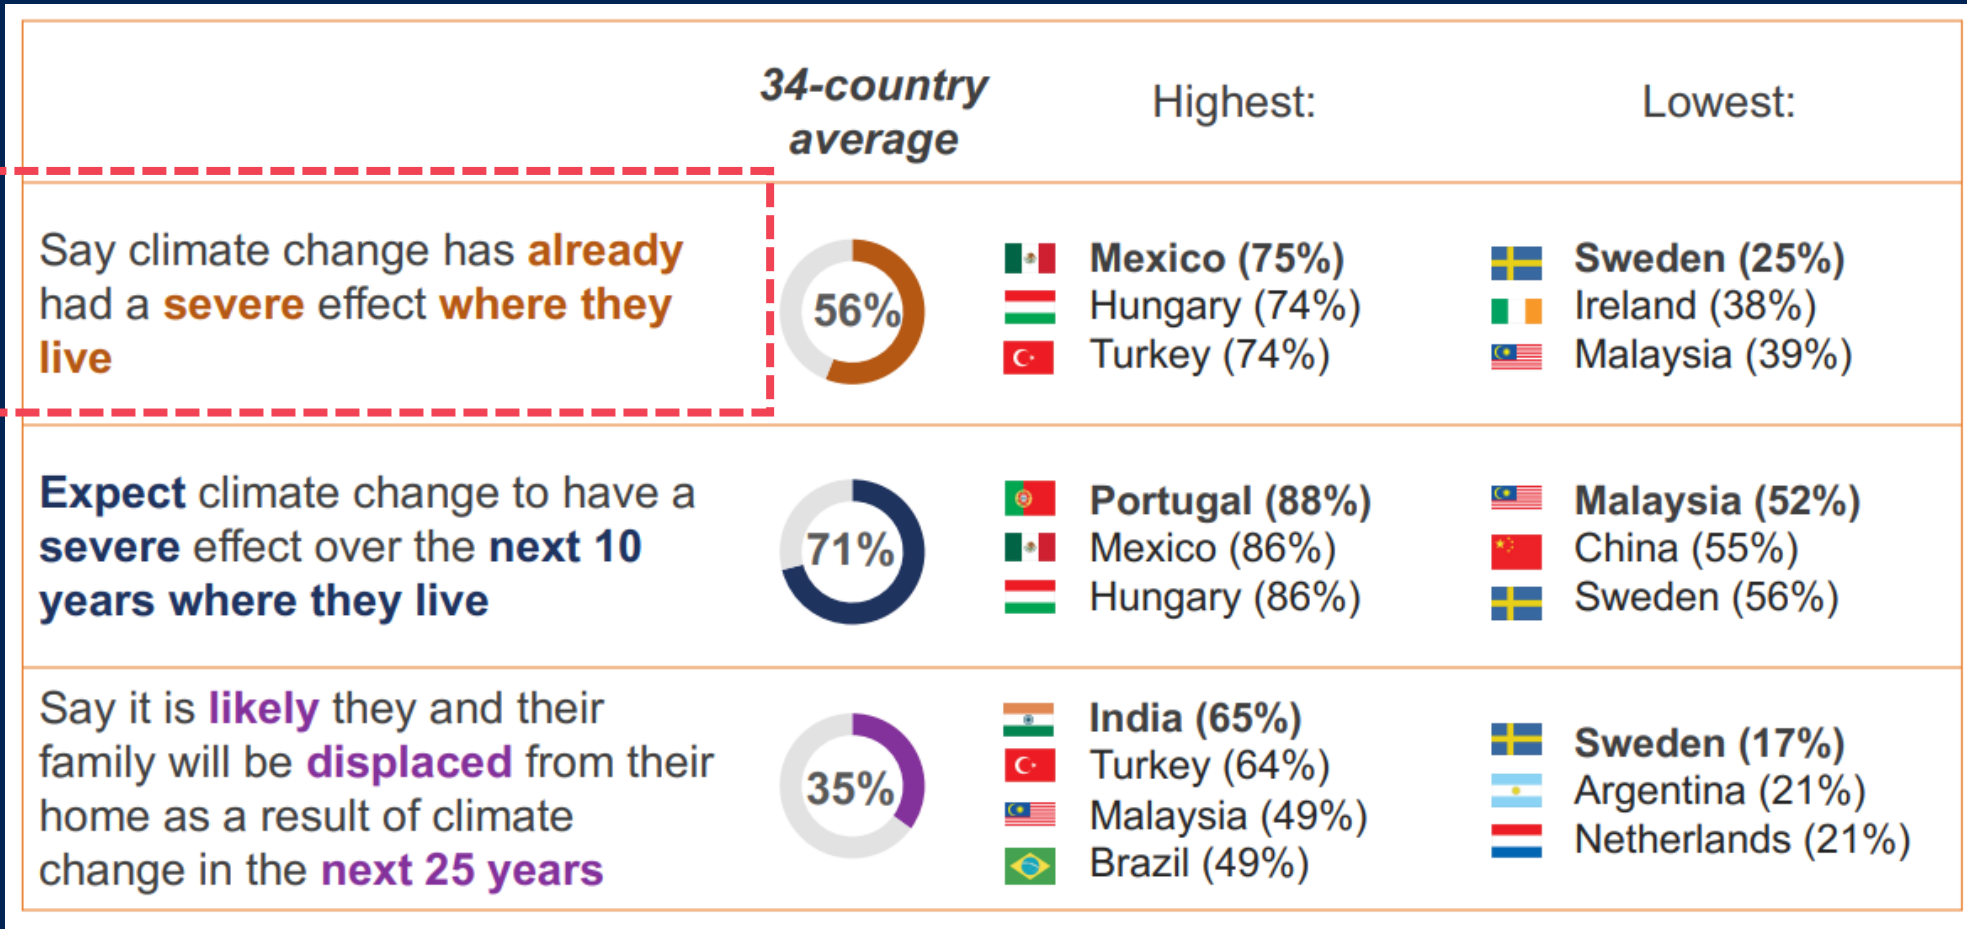 34-country
average
Highest:
Lowest:
Say climate change has already
had a severe effect where they
live
56%
Mexico (75%)
Hungary (74%)
Turkey (74%)
Sweden (25%)
Ireland (38%)
Malaysia (39%)
Expect climate change to have a
severe effect over the next 10
years where they live
71%
Portugal (88%)
Mexico (86%)
Hungary (86%)
Malaysia (52%)
China (55%)
Sweden (56%)
Say it is likely they and their
family will be displaced from their
home as a result of climate
change in the next 25 years
35%
India (65%)
Turkey (64%)
Malaysia (49%)
Brazil (49%)
Sweden (17%)
Argentina (21%)
Netherlands (21%)